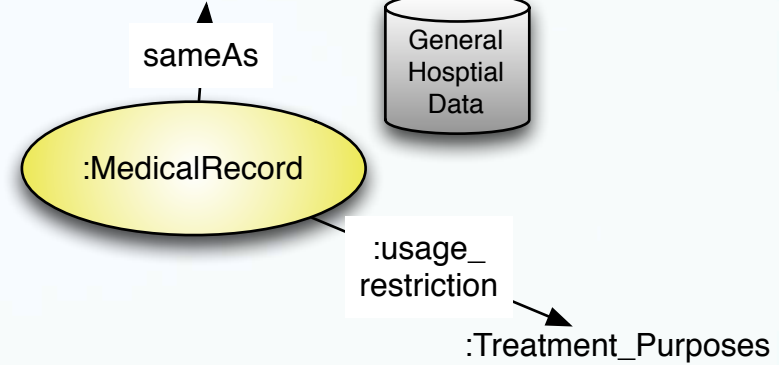 sameAs
General
Hosptial
Data
:MedicalRecord
:usage_
restriction
:Treatment_Purposes